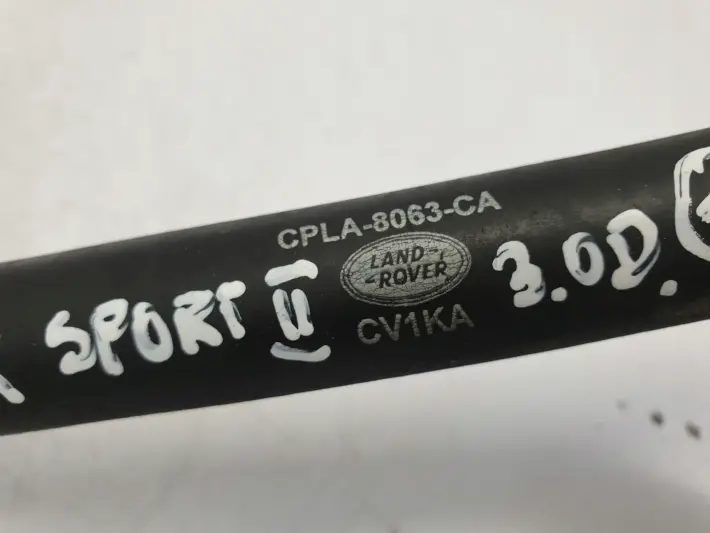 CPLA-8063-CA
LAND-
-ROVER
CV1KA
SPORT II
3.0D.